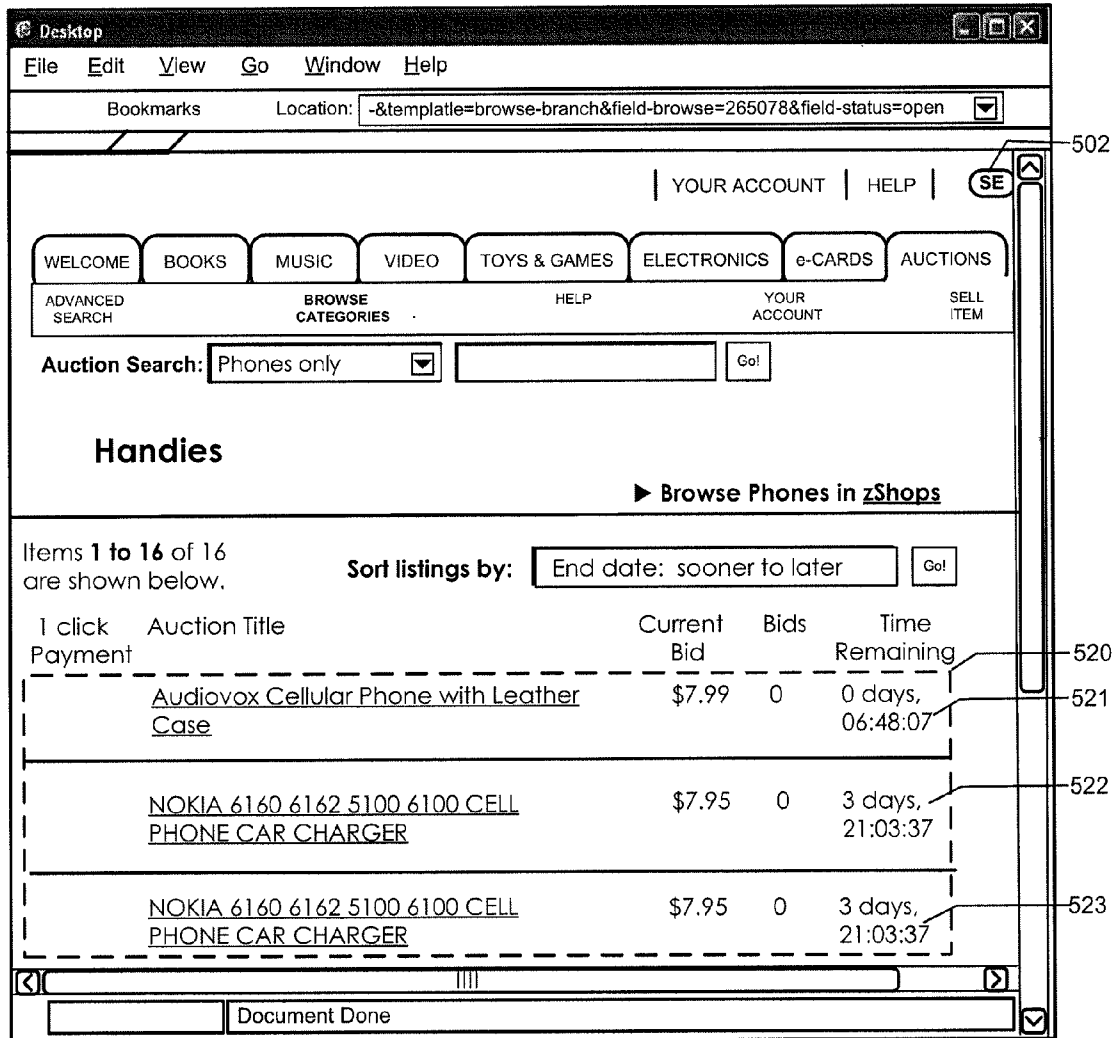 Desktop
File Edit View Go Window Help
Bookmarks Location: -&templatle=browse-branch&field-browse=265078&field-status=open
502
YOUR ACCOUNT | HELP | SE
WELCOME BOOKS MUSIC VIDEO TOYS & GAMES ELECTRONICS e-CARDS AUCTIONS
ADVANCED SEARCH BROWSE CATEGORIES HELP YOUR ACCOUNT SELL ITEM
Auction Search: Phones only Go!
Handies
▶ Browse Phones in zShops
Items 1 to 16 of 16
are shown below.
Sort listings by: End date: sooner to later Go!
1 click Auction Title Current Bids Time
Payment Bid Remaining
520
Audiovox Cellular Phone with Leather $7.99 0 0 days,
521
Case 06:48:07
NOKIA 6160 6162 5100 6100 CELL $7.95 0 3 days,
522
PHONE CAR CHARGER 21:03:37
NOKIA 6160 6162 5100 6100 CELL $7.95 0 3 days,
523
PHONE CAR CHARGER 21:03:37
Document Done